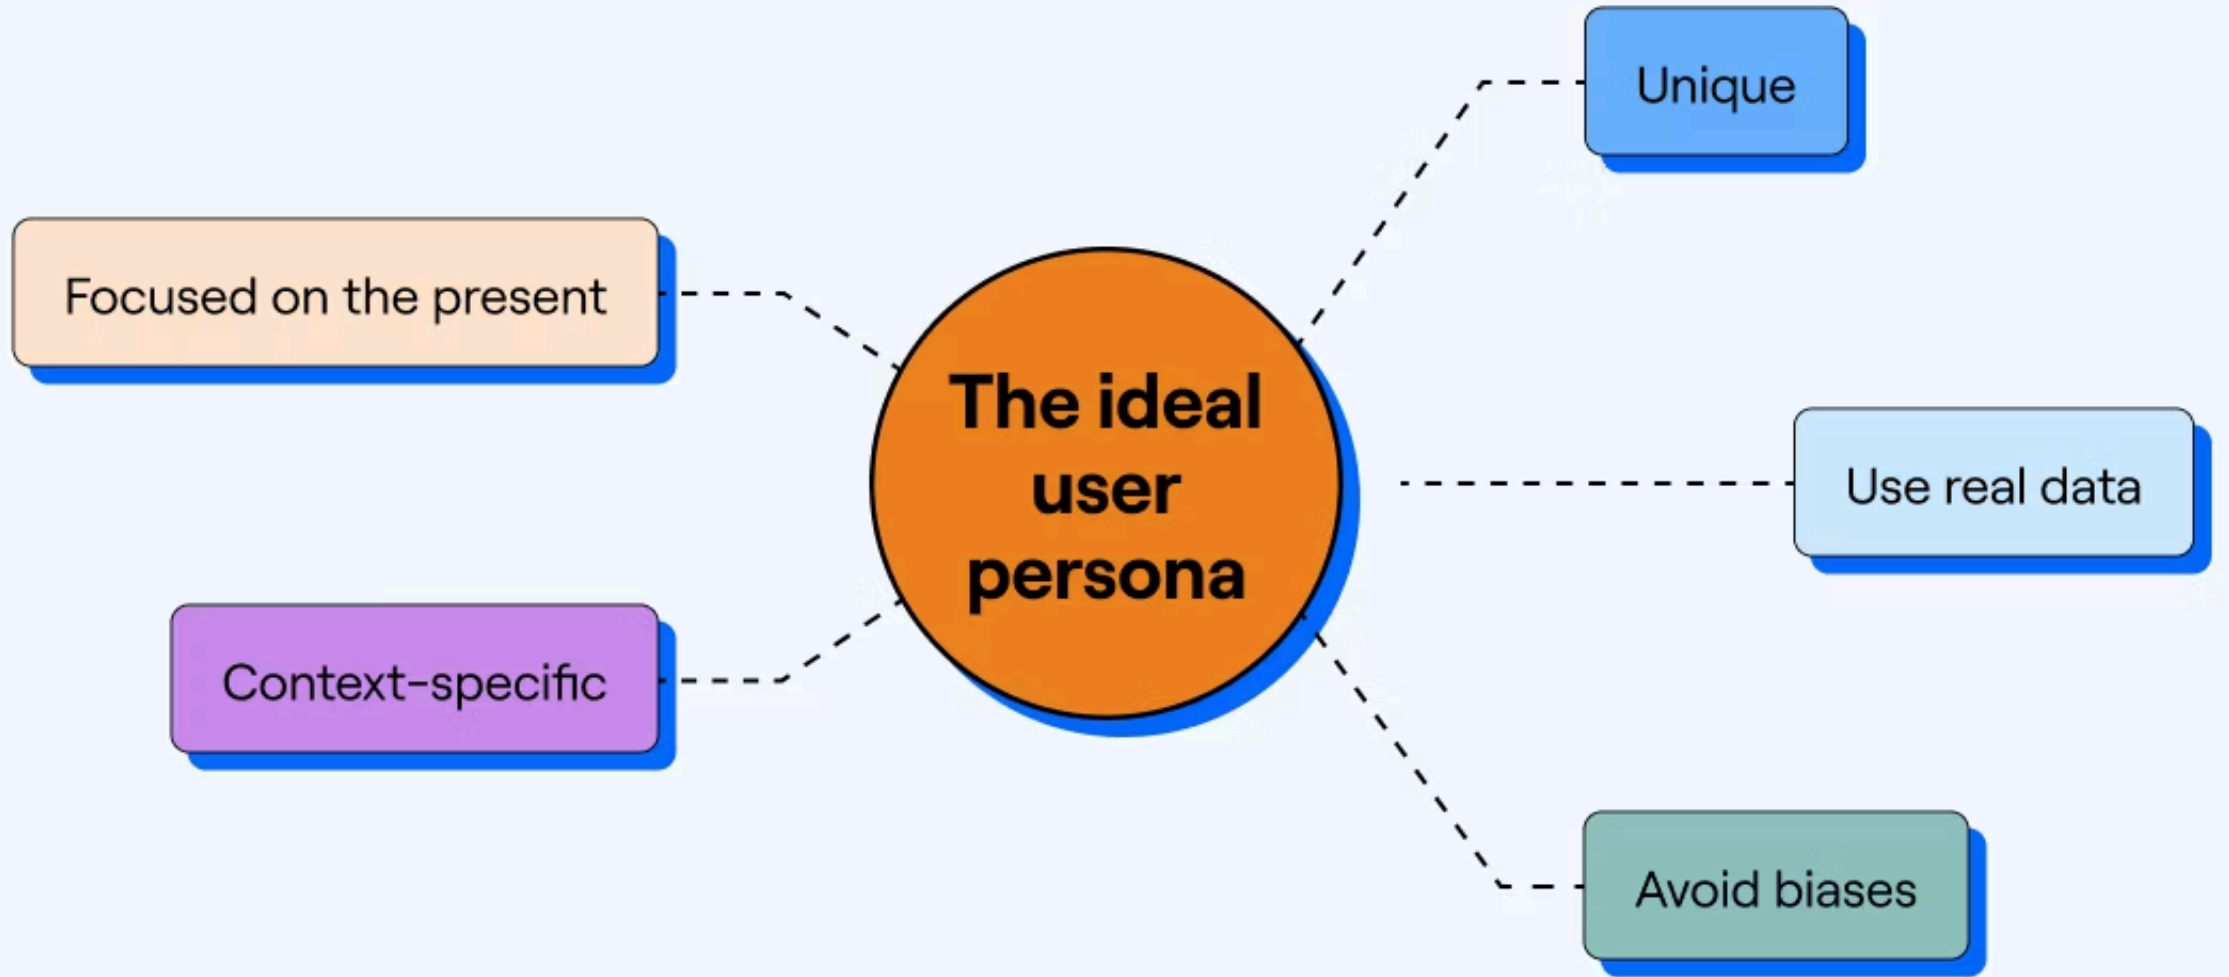 Unique
Focused on the present
The ideal
user
persona
Use real data
Context-specific
Avoid biases